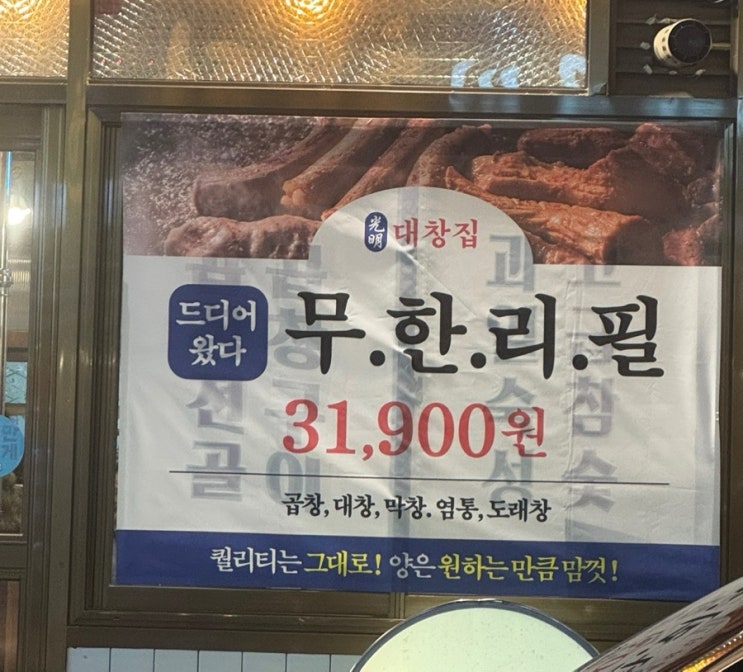 光明 대창집
드디어
왔다
무.한.리.필
31,900원
곱창, 대창, 막창. 염통, 도래창
퀄리티는 그대로! 양은 원하는 만큼 맘껏!